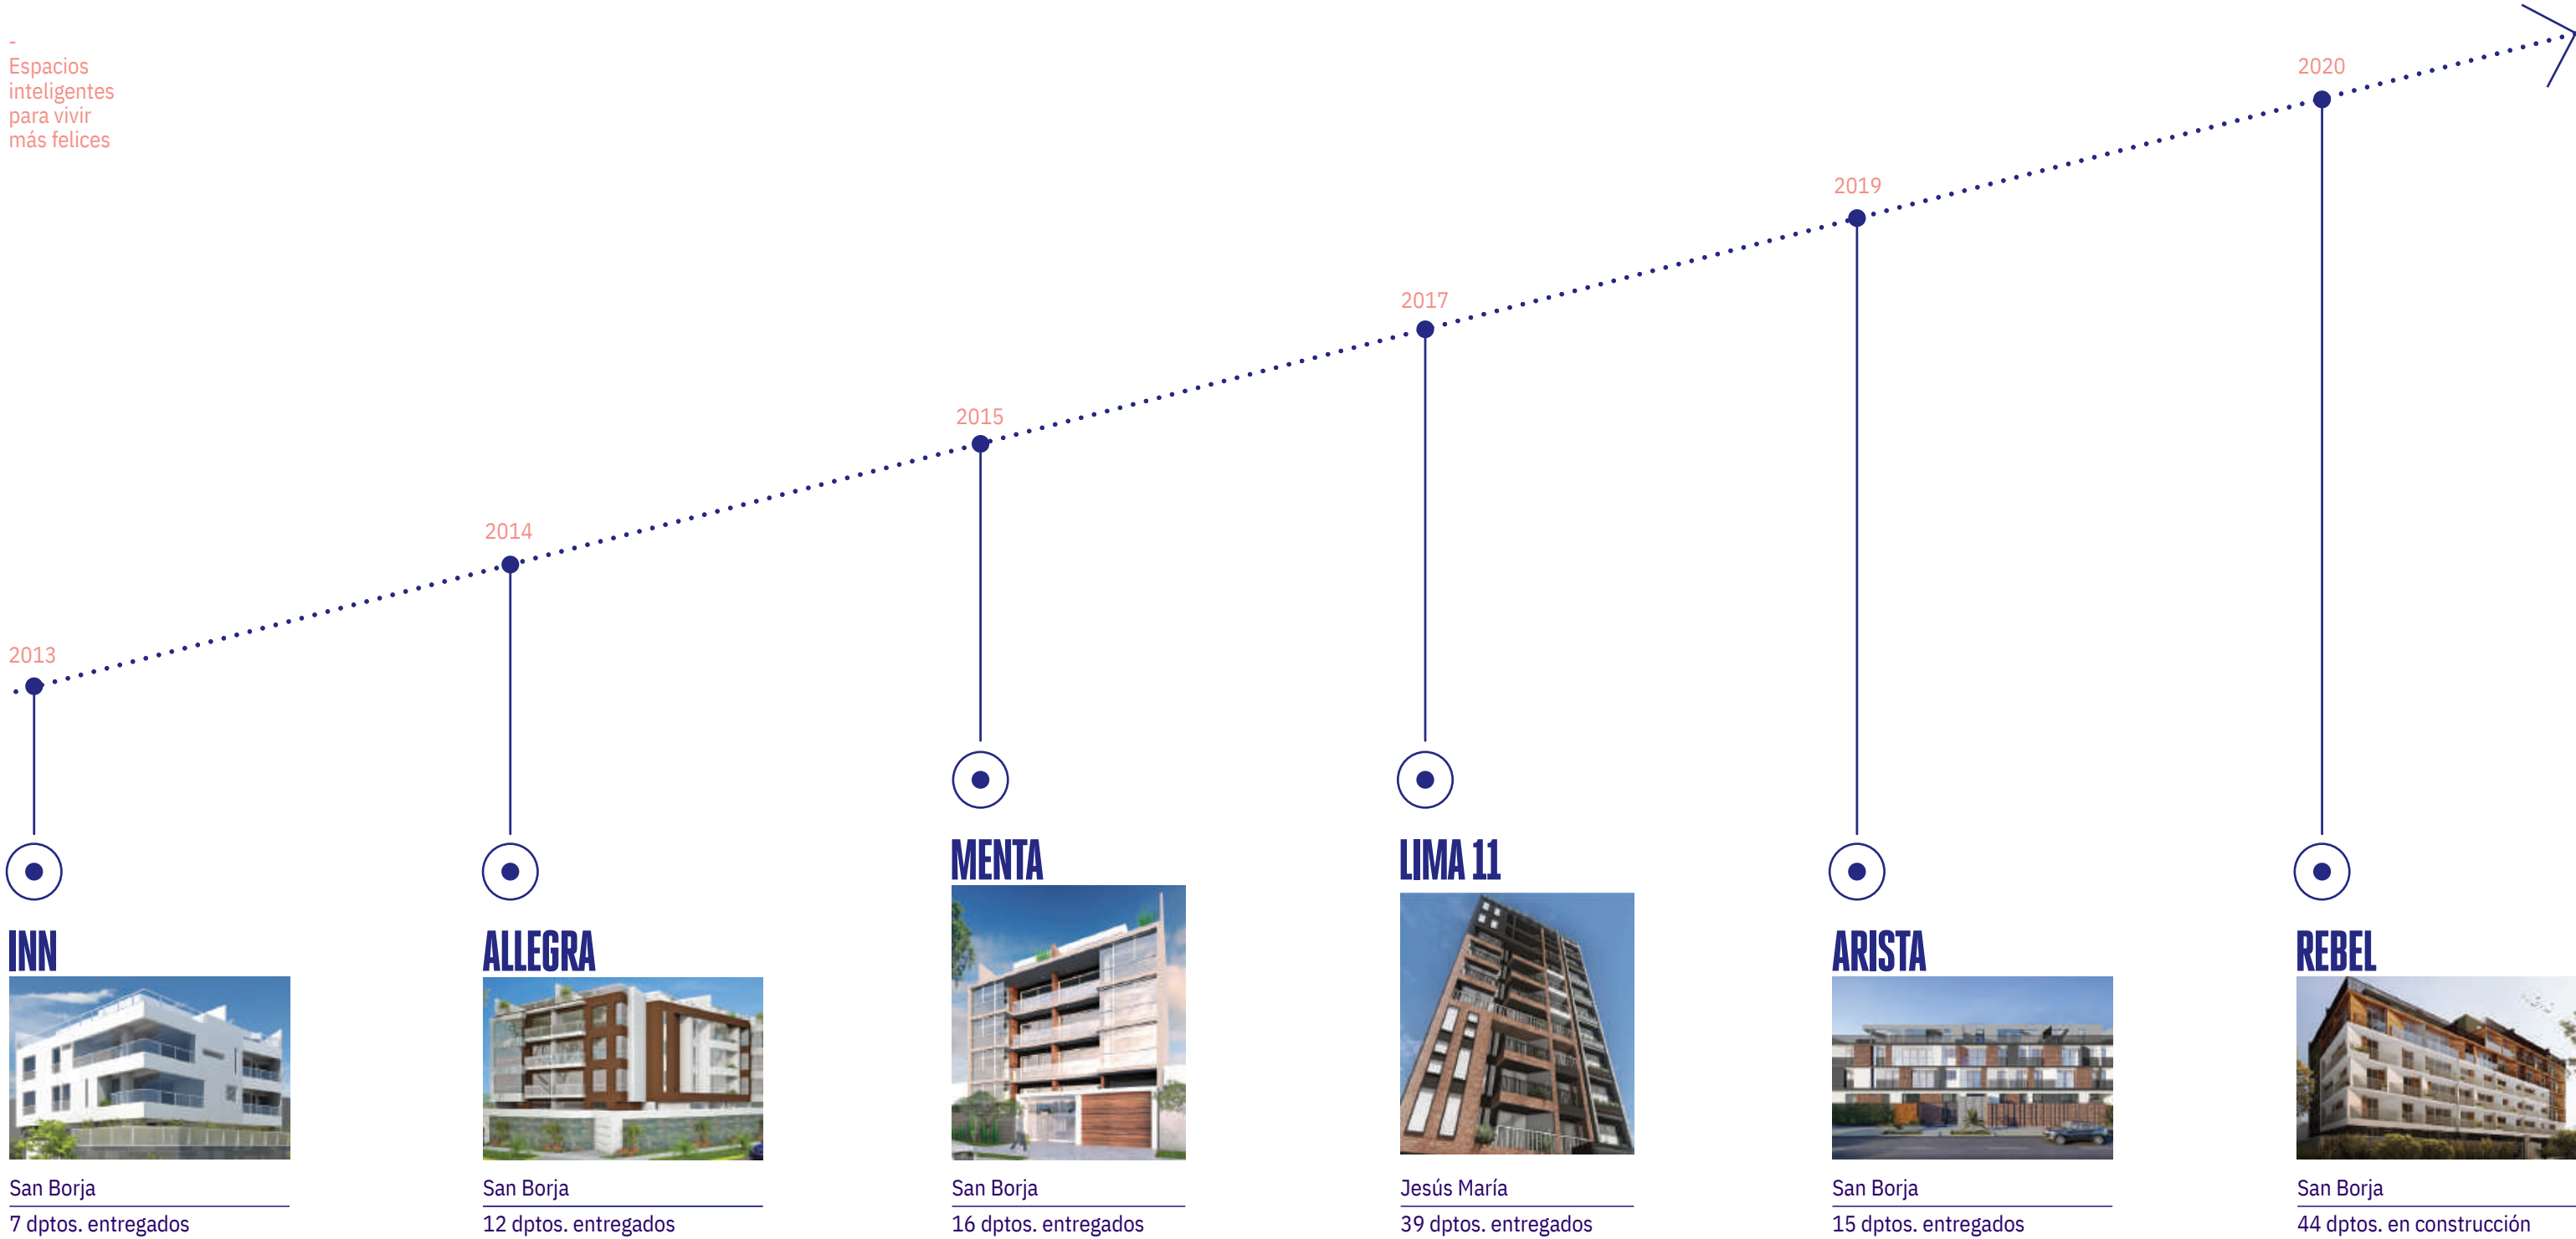 -
Espacios
inteligentes
para vivir
más felices
2013
2014
2015
2017
2019
2020
INN
San Borja
7 dptos. entregados
ALLEGRA
San Borja
12 dptos. entregados
MENTA
San Borja
16 dptos. entregados
LIMA 11
Jesús María
39 dptos. entregados
ARISTA
San Borja
15 dptos. entregados
REBEL
San Borja
44 dptos. en construcción